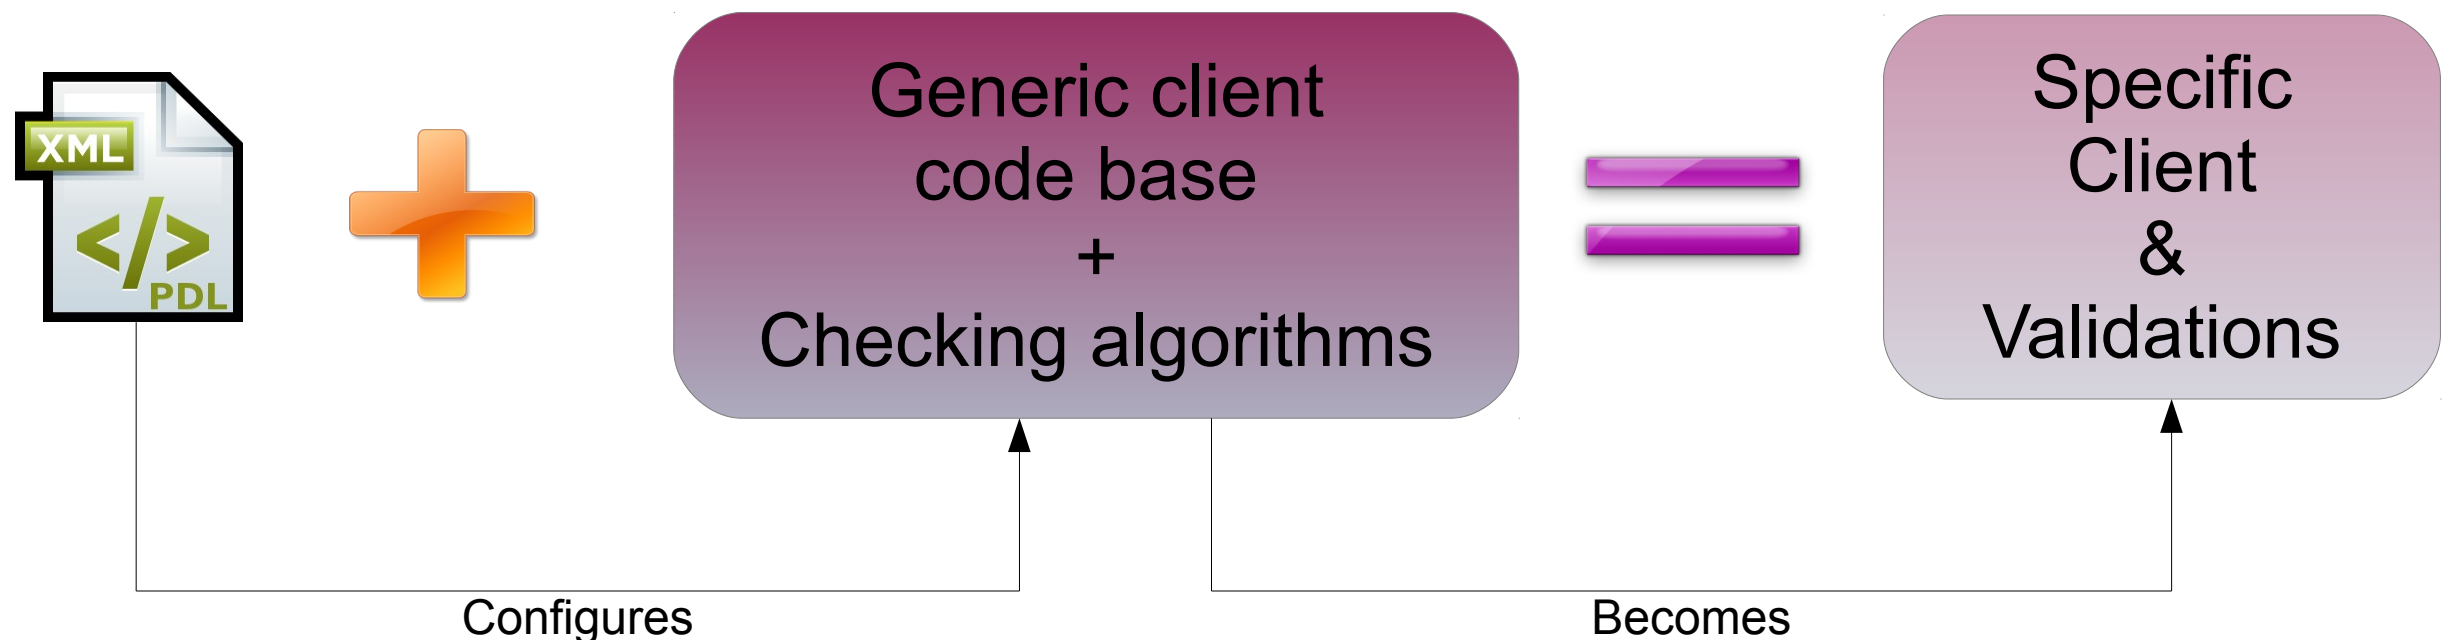 XML
</>
PDL
Generic client
code base
+
Checking algorithms
Specific
Client
&
Validations
Configures
Becomes